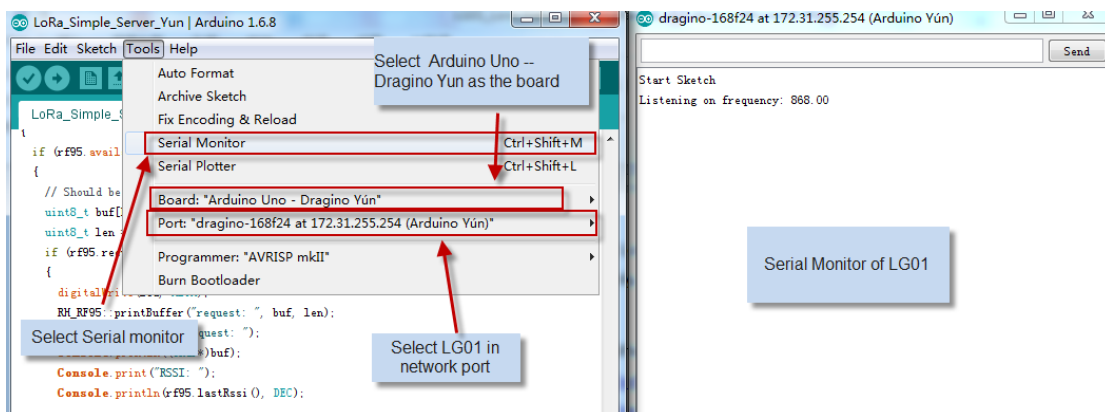 LoRa_Simple_Server_Yun | Arduino 1.6.8
File Edit Sketch Tools Help
Auto Format
Archive Sketch
Fix Encoding & Reload
Serial Monitor Ctrl+Shift+M
Serial Plotter Ctrl+Shift+L
Board: "Arduino Uno - Dragino Yún"
Port: "dragino-168f24 at 172.31.255.254 (Arduino Yún)"
Programmer: "AVRISP mkII"
Burn Bootloader
Select Arduino Uno --
Dragino Yun as the board
LoRa_Simple_S
{
if (rf95.avail
{
// Should be
uint8_t buf[
uint8_t len
if (rf95.rec
{
RH_RF95::printBuffer("request: ", buf, len);
quest: ");
*)buf);
Console.print("RSSI: ");
Console.println(rf95.lastRssi(), DEC);
Select Serial monitor
Select LG01 in
network port
dragino-168f24 at 172.31.255.254 (Arduino Yún)
Send
Start Sketch
Listening on frequency: 868.00
Serial Monitor of LG01